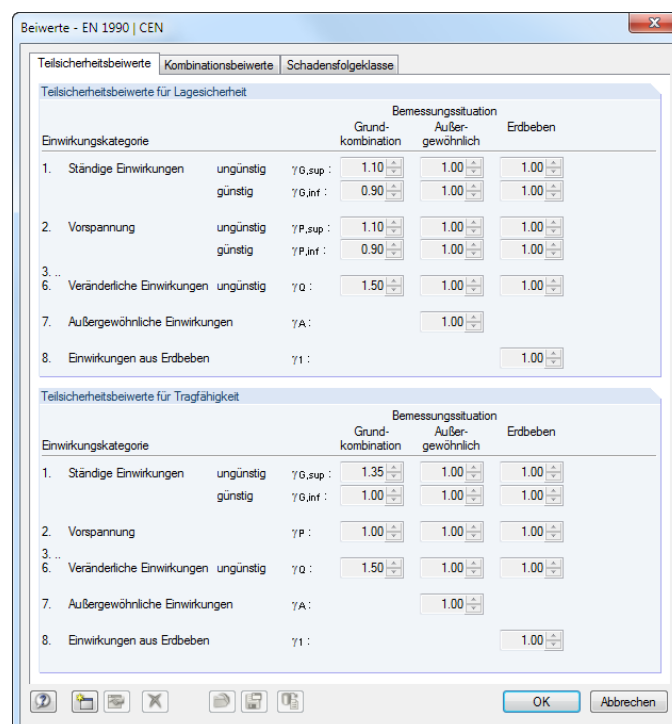 Beiwerte - EN 1990 | CEN
Teilsicherheitsbeiwerte Kombinationsbeiwerte Schadensfolgeklasse
Teilsicherheitsbeiwerte für Lagesicherheit
Bemessungssituation
Grund- Außer- Erdbeben
Einwirkungskategorie kombination gewöhnlich
1. Ständige Einwirkungen ungünstig γG,sup : 1.10 1.00 1.00
günstig γG,inf : 0.90 1.00 1.00
2. Vorspannung ungünstig γP,sup : 1.10 1.00 1.00
günstig γP,inf : 0.90 1.00 1.00
3. ..
6. Veränderliche Einwirkungen ungünstig γQ : 1.50 1.00 1.00
7. Außergewöhnliche Einwirkungen γA : 1.00
8. Einwirkungen aus Erdbeben γ1 : 1.00
Teilsicherheitsbeiwerte für Tragfähigkeit
Bemessungssituation
Grund- Außer- Erdbeben
Einwirkungskategorie kombination gewöhnlich
1. Ständige Einwirkungen ungünstig γG,sup : 1.35 1.00 1.00
günstig γG,inf : 1.00 1.00 1.00
2. Vorspannung γP : 1.00 1.00 1.00
3. ..
6. Veränderliche Einwirkungen ungünstig γQ : 1.50 1.00 1.00
7. Außergewöhnliche Einwirkungen γA : 1.00
8. Einwirkungen aus Erdbeben γ1 : 1.00
OK Abbrechen